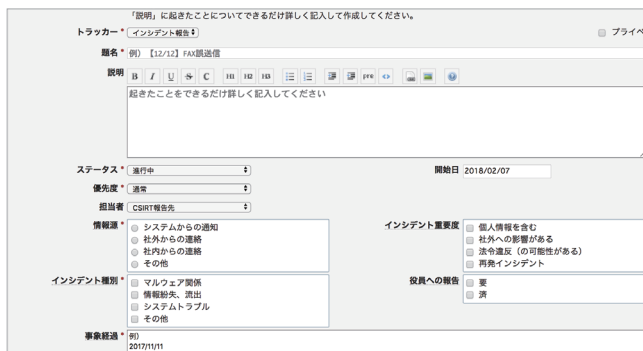 「説明」に起きたことについてできるだけ詳しく記入して作成してください。
トラッカー * インシデント報告 プライベ
題名 * 例）【12/12】FAX誤送信
説明 B I U S C H1 H2 H3 pre
起きたことをできるだけ詳しく記入してください
ステータス * 進行中 開始日 2018/02/07
優先度 * 通常
担当者 CSIRT報告先
情報源 * システムからの通知 インシデント重要度 個人情報を含む
社外からの連絡 社外への影響がある
社内からの連絡 法令違反（の可能性がある）
その他 再発インシデント
インシデント種別 * マルウェア関係 役員への報告 要
情報紛失、流出 済
システムトラブル
その他
事象経過 * 例）
2017/11/11